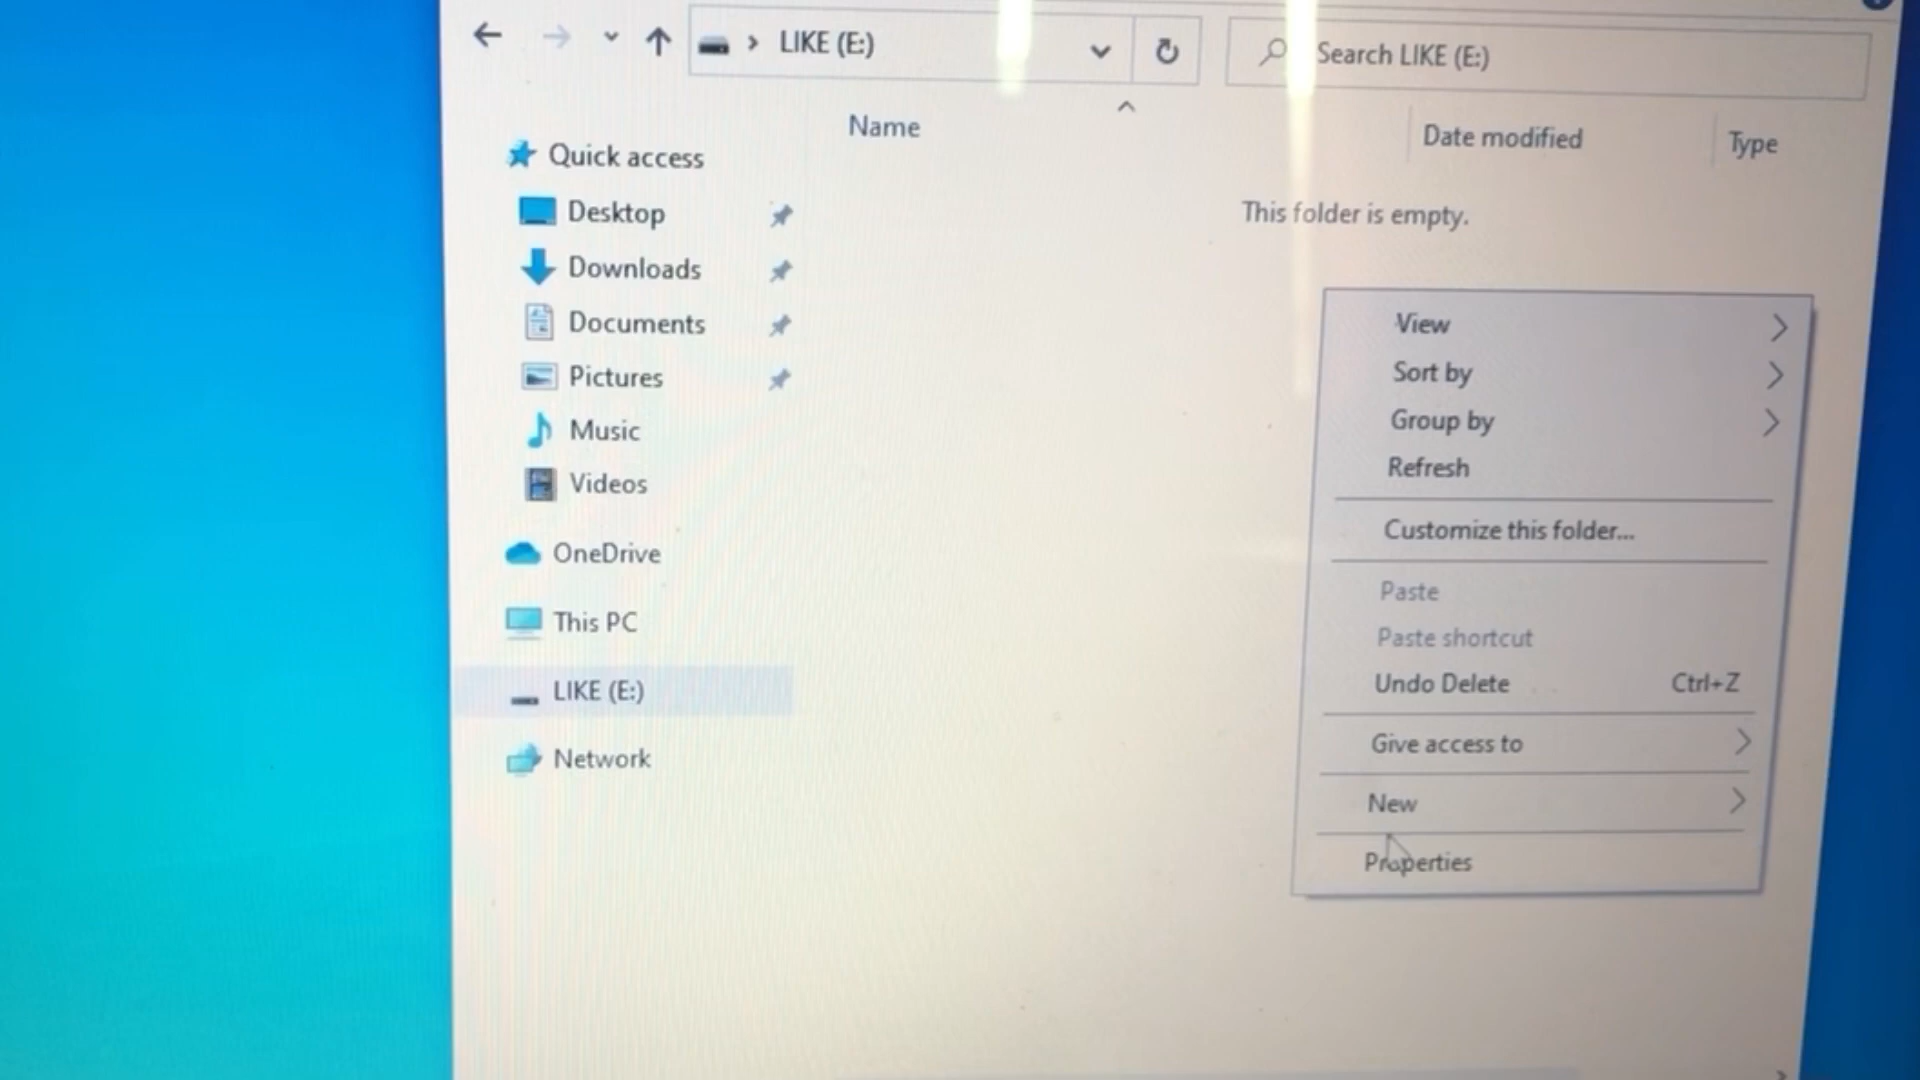 LIKE (E:)
Search LIKE (E:)
Name
Date modified
Type
Quick access
This folder is empty.
Desktop
Downloads
Documents
Pictures
Music
Videos
OneDrive
This PC
LIKE (E:)
Network
View
Sort by
Group by
Refresh
Customize this folder...
Paste
Paste shortcut
Undo Delete Ctrl+Z
Give access to
New
Properties